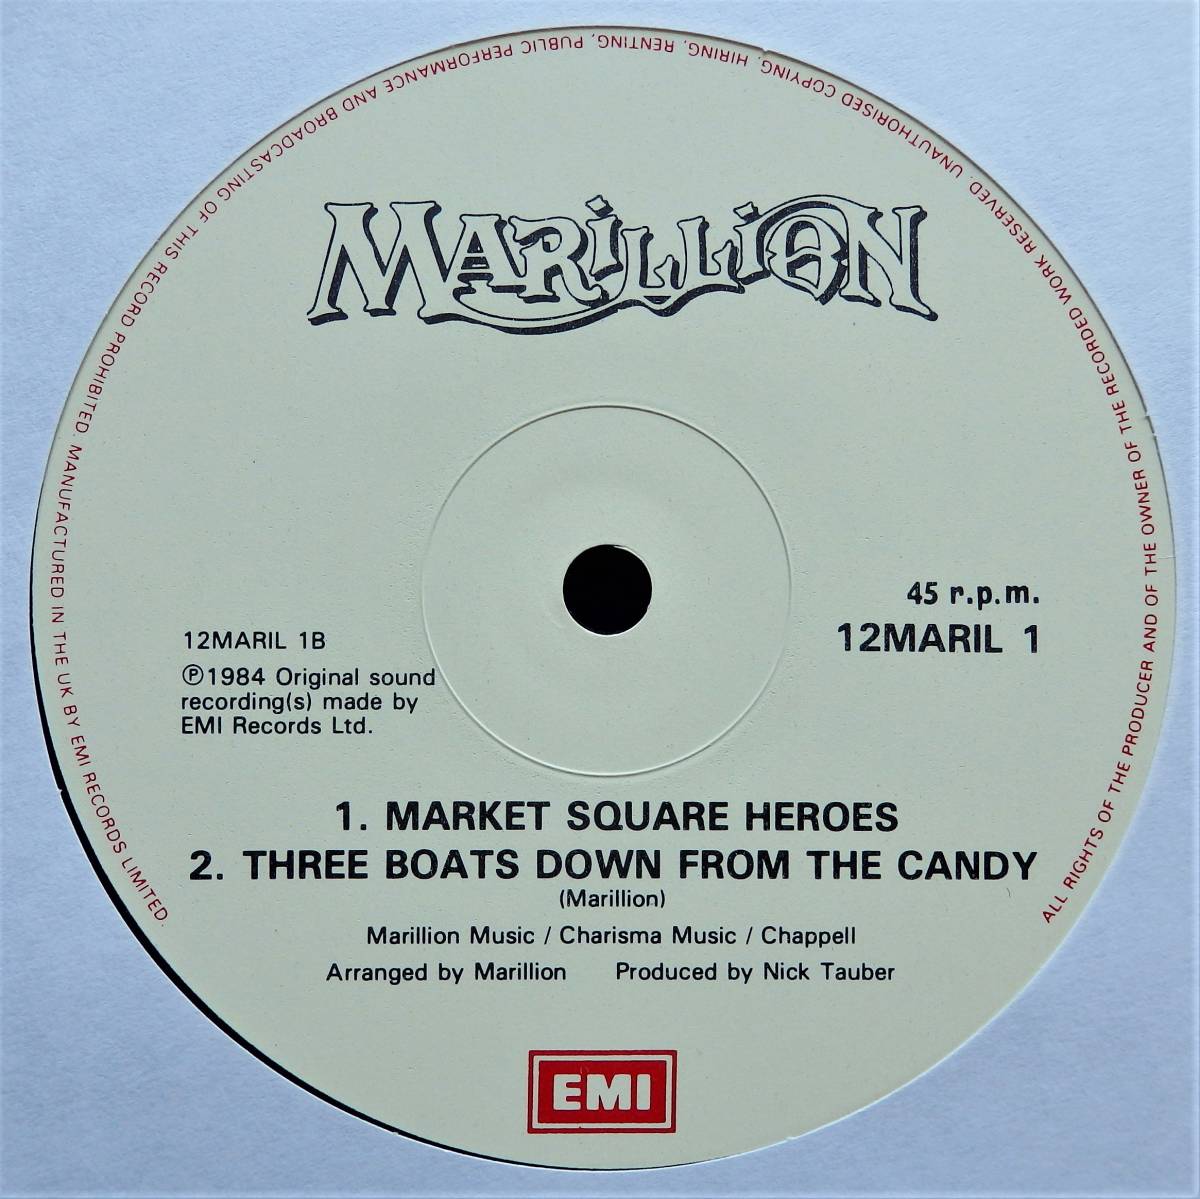 ALL RIGHTS OF THE PRODUCER AND OF THE OWNER OF THE RECORDED WORK RESERVED. UNAUTHORISED COPYING, HIRING, RENTING, PUBLIC PERFORMANCE AND BROADCASTING OF THIS RECORD PROHIBITED. MANUFACTURED IN THE UK BY EMI RECORDS LIMITED.
MARILLION
45 r.p.m.
12MARIL 1
12MARIL 1B
℗1984 Original sound
recording(s) made by
EMI Records Ltd.
1. MARKET SQUARE HEROES
2. THREE BOATS DOWN FROM THE CANDY
(Marillion)
Marillion Music / Charisma Music / Chappell
Arranged by Marillion Produced by Nick Tauber
EMI